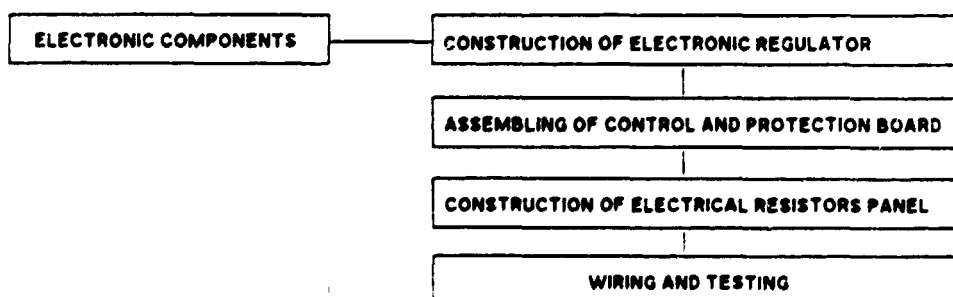 ELECTRONIC COMPONENTS
CONSTRUCTION OF ELECTRONIC REGULATOR
ASSEMBLING OF CONTROL AND PROTECTION BOARD
CONSTRUCTION OF ELECTRICAL RESISTORS PANEL
WIRING AND TESTING